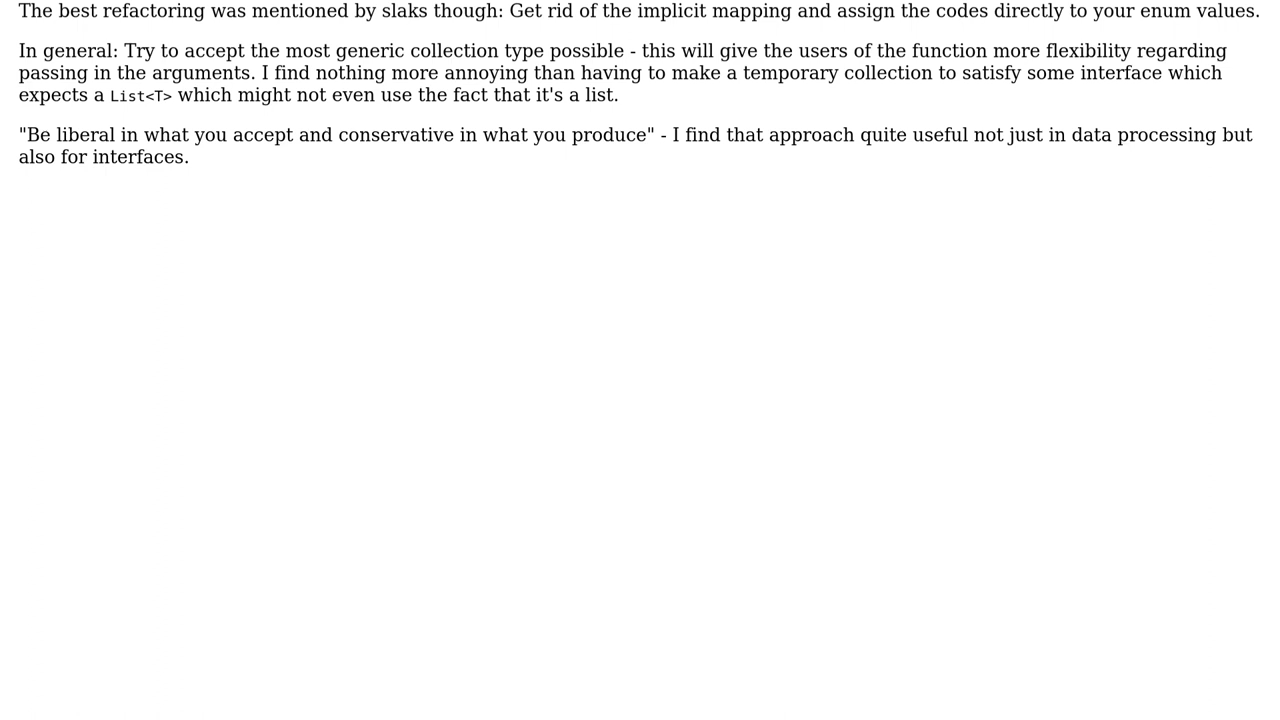 The best refactoring was mentioned by slaks though: Get rid of the implicit mapping and assign the codes directly to your enum values.
In general: Try to accept the most generic collection type possible - this will give the users of the function more flexibility regarding
passing in the arguments. I find nothing more annoying than having to make a temporary collection to satisfy some interface which
expects a List<T> which might not even use the fact that it's a list.
"Be liberal in what you accept and conservative in what you produce" - I find that approach quite useful not just in data processing but
also for interfaces.